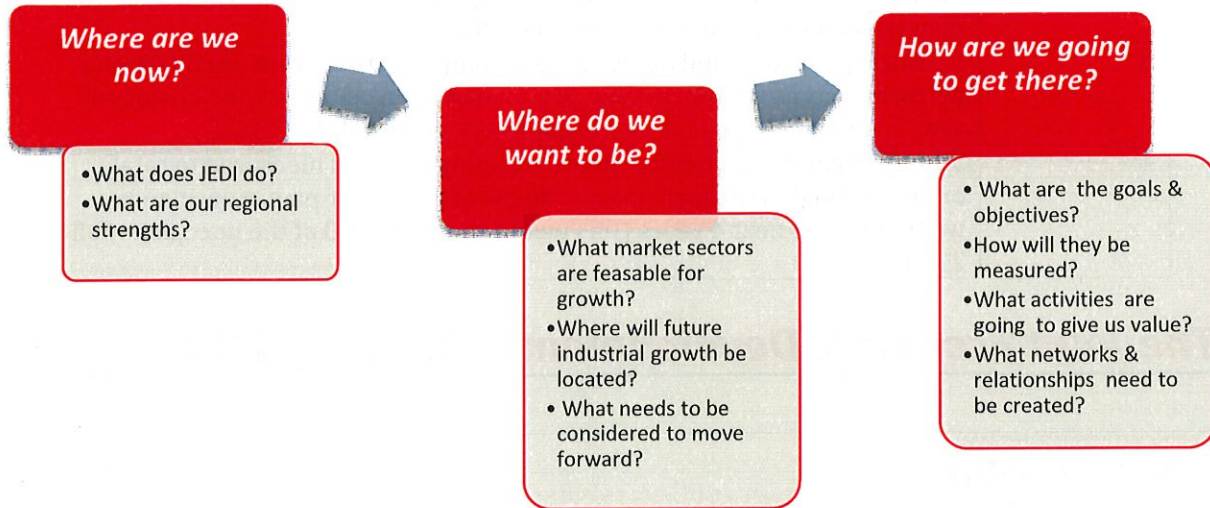 Where are we
now?
•What does JEDI do?
•What are our regional
strengths?
Where do we
want to be?
•What market sectors
are feasable for
growth?
•Where will future
industrial growth be
located?
• What needs to be
considered to move
forward?
How are we going
to get there?
• What are the goals &
objectives?
•How will they be
measured?
•What activities are
going to give us value?
•What networks &
relationships need to
be created?